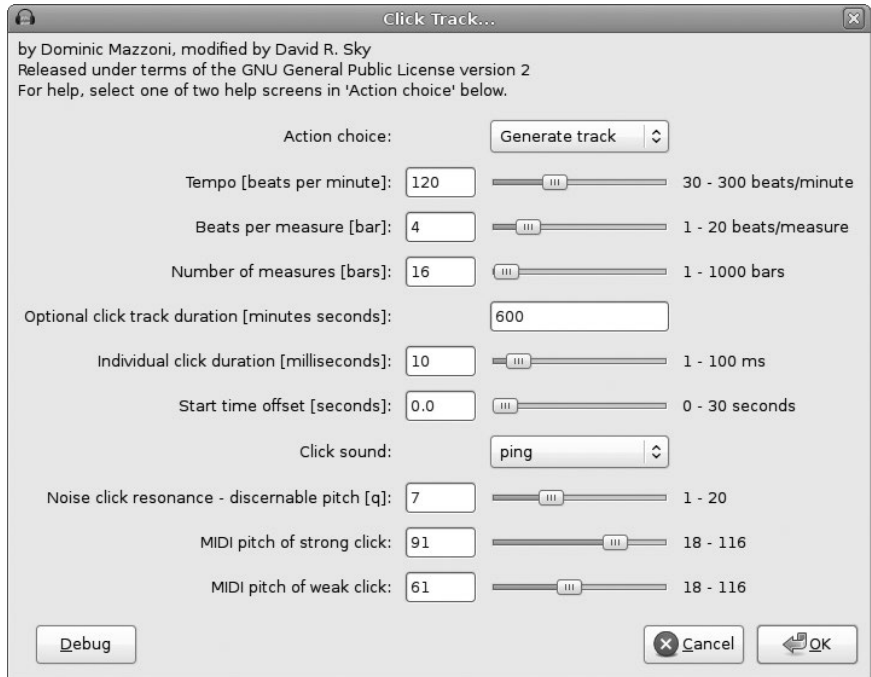 Click Track...
by Dominic Mazzoni, modified by David R. Sky
Released under terms of the GNU General Public License version 2
For help, select one of two help screens in 'Action choice' below.
Action choice: Generate track
Tempo [beats per minute]: 120 30 - 300 beats/minute
Beats per measure [bar]: 4 1 - 20 beats/measure
Number of measures [bars]: 16 1 - 1000 bars
Optional click track duration [minutes seconds]: 600
Individual click duration [milliseconds]: 10 1 - 100 ms
Start time offset [seconds]: 0.0 0 - 30 seconds
Click sound: ping
Noise click resonance - discernable pitch [q]: 7 1 - 20
MIDI pitch of strong click: 91 18 - 116
MIDI pitch of weak click: 61 18 - 116
Debug Cancel OK